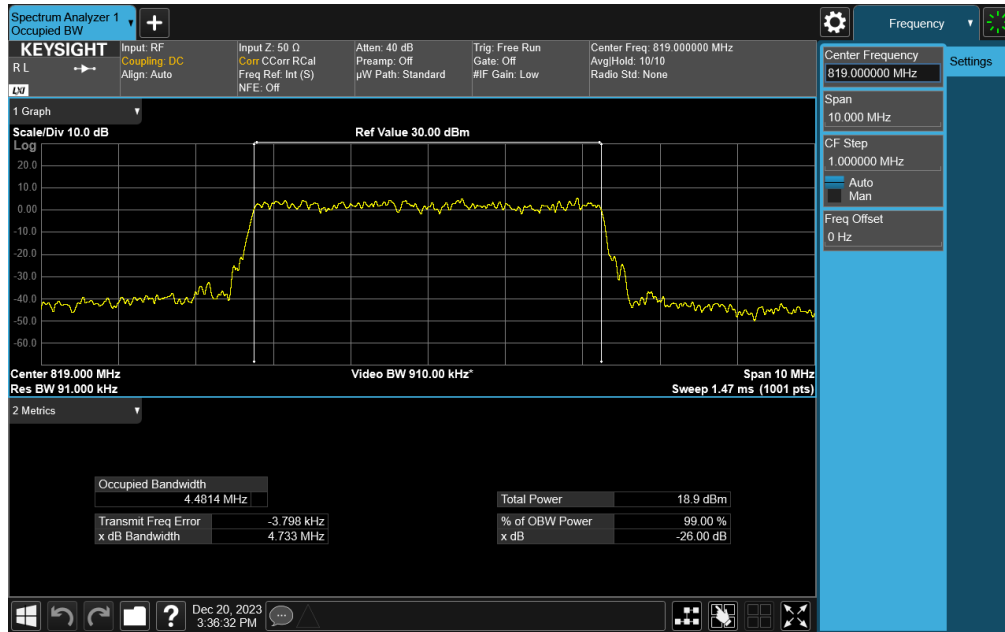 Spectrum Analyzer 1
Occupied BW
Frequency
KEYSIGHT
R L
LXI
Input: RF
Coupling: DC
Align: Auto
Input Z: 50 Ω
Corr CCorr RCal
Freq Ref: Int (S)
NFE: Off
Atten: 40 dB
Preamp: Off
µW Path: Standard
Trig: Free Run
Gate: Off
#IF Gain: Low
Center Freq: 819.000000 MHz
Avg|Hold: 10/10
Radio Std: None
Center Frequency
819.000000 MHz
Settings
Span
10.000 MHz
CF Step
1.000000 MHz
Auto
Man
Freq Offset
0 Hz
1 Graph
Scale/Div 10.0 dB
Ref Value 30.00 dBm
Log
20.0
10.0
0.00
-10.0
-20.0
-30.0
-40.0
-50.0
-60.0
Center 819.000 MHz
Video BW 910.00 kHz*
Span 10 MHz
Res BW 91.000 kHz
Sweep 1.47 ms (1001 pts)
2 Metrics
Occupied Bandwidth
4.4814 MHz
Total Power 18.9 dBm
Transmit Freq Error -3.798 kHz
% of OBW Power 99.00 %
x dB Bandwidth 4.733 MHz
x dB -26.00 dB
Dec 20, 2023
3:36:32 PM